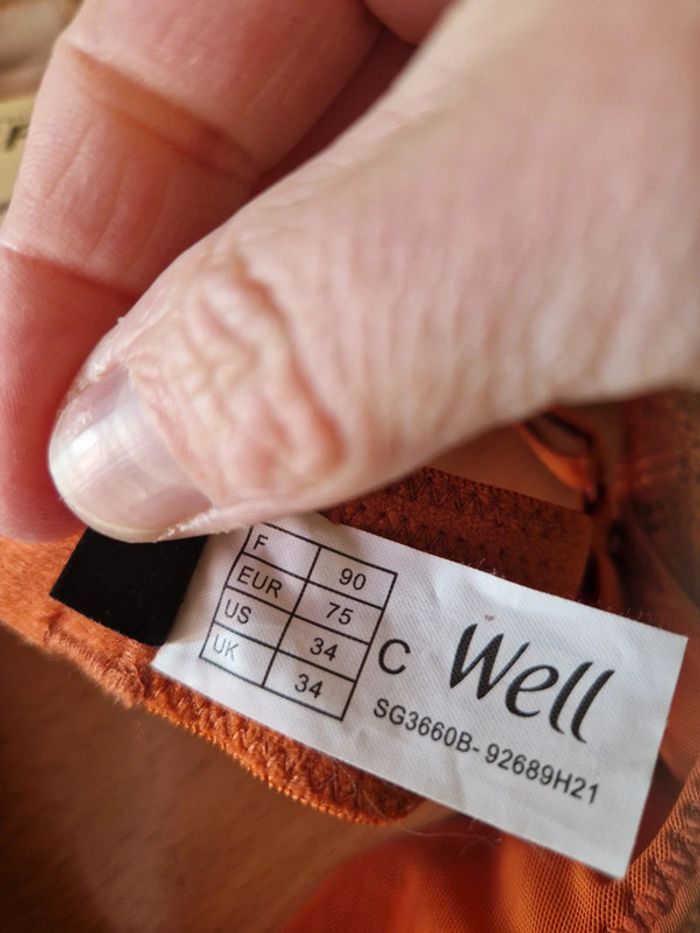 F 90
EUR 75
US 34
UK 34
C
Well
SG3660B-92689H21